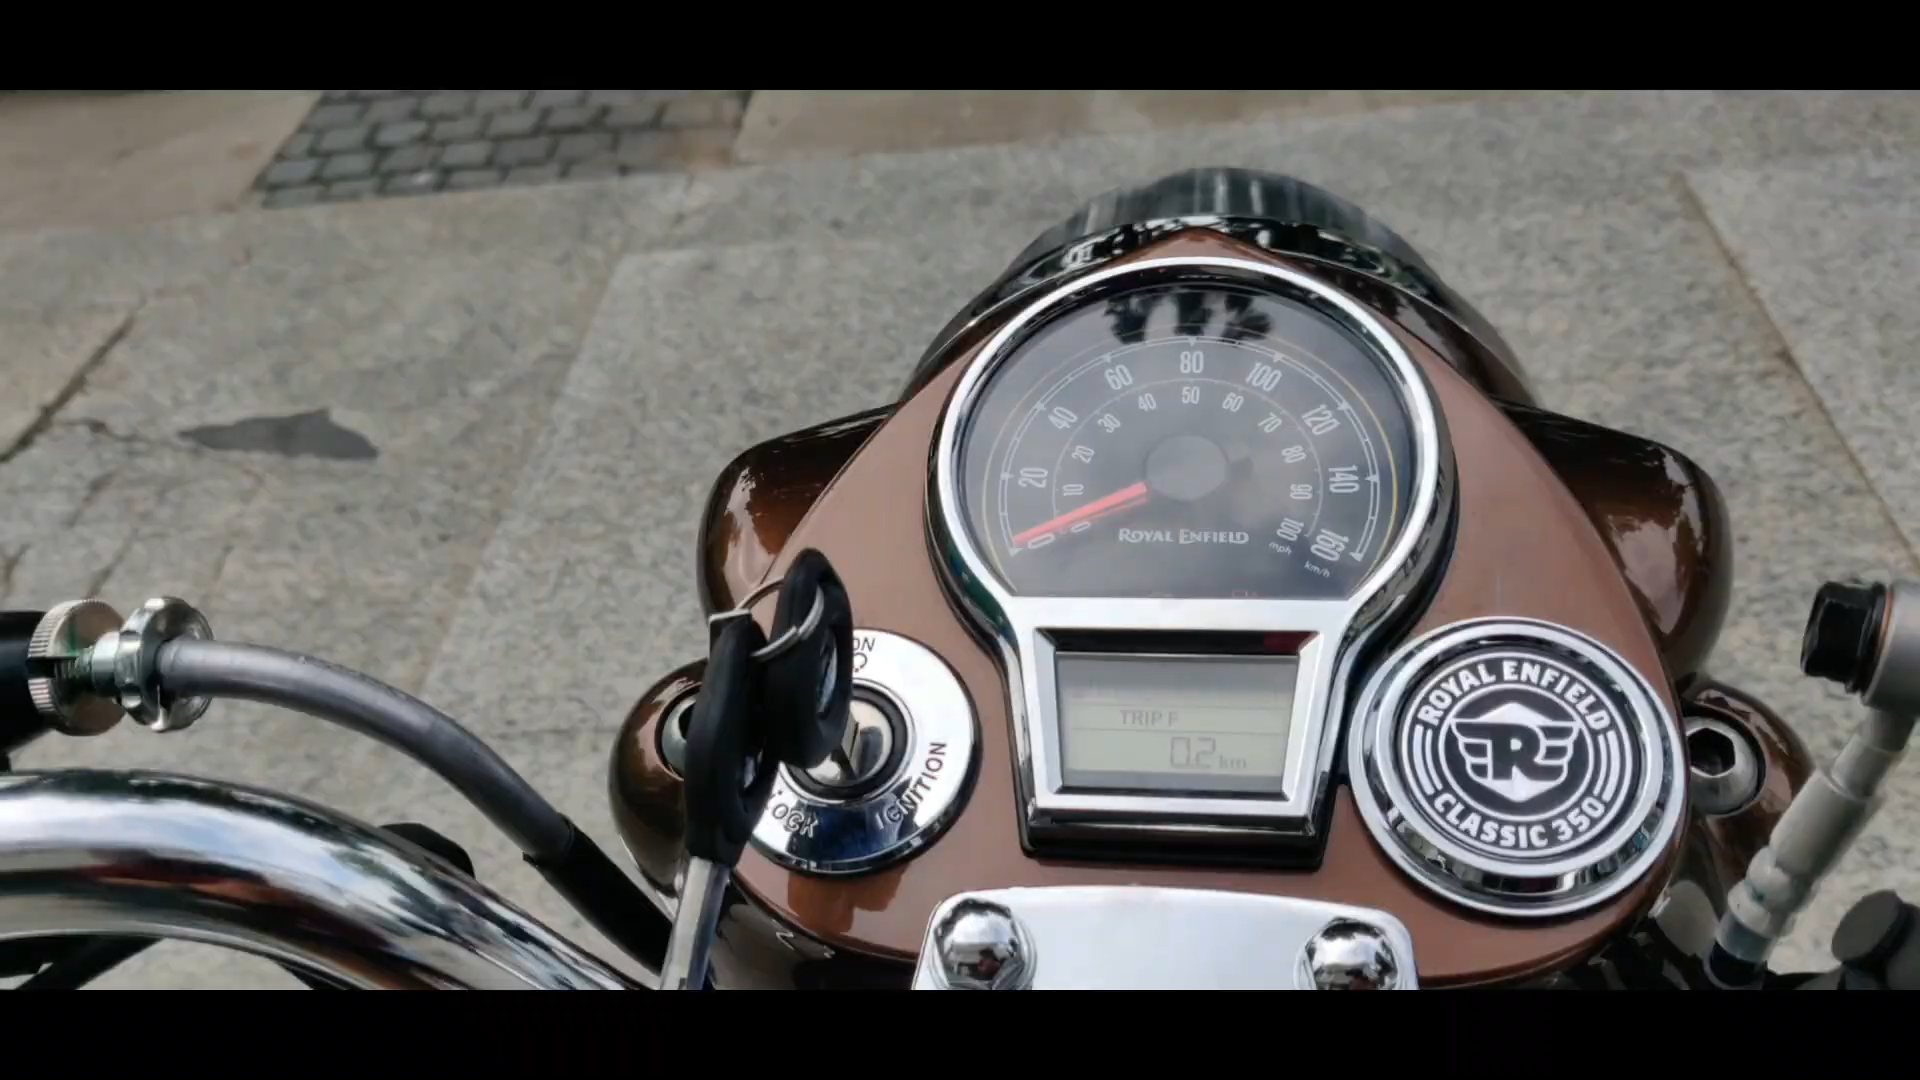 20 40 60 80 100 120 140 160
km/h
0 10 20 30 40 50 60 70 80 90 100
mph
0
ROYAL ENFIELD
TRIP F
0.2 km
ON
LOCK
IGNITION
ROYAL ENFIELD
R
CLASSIC 350